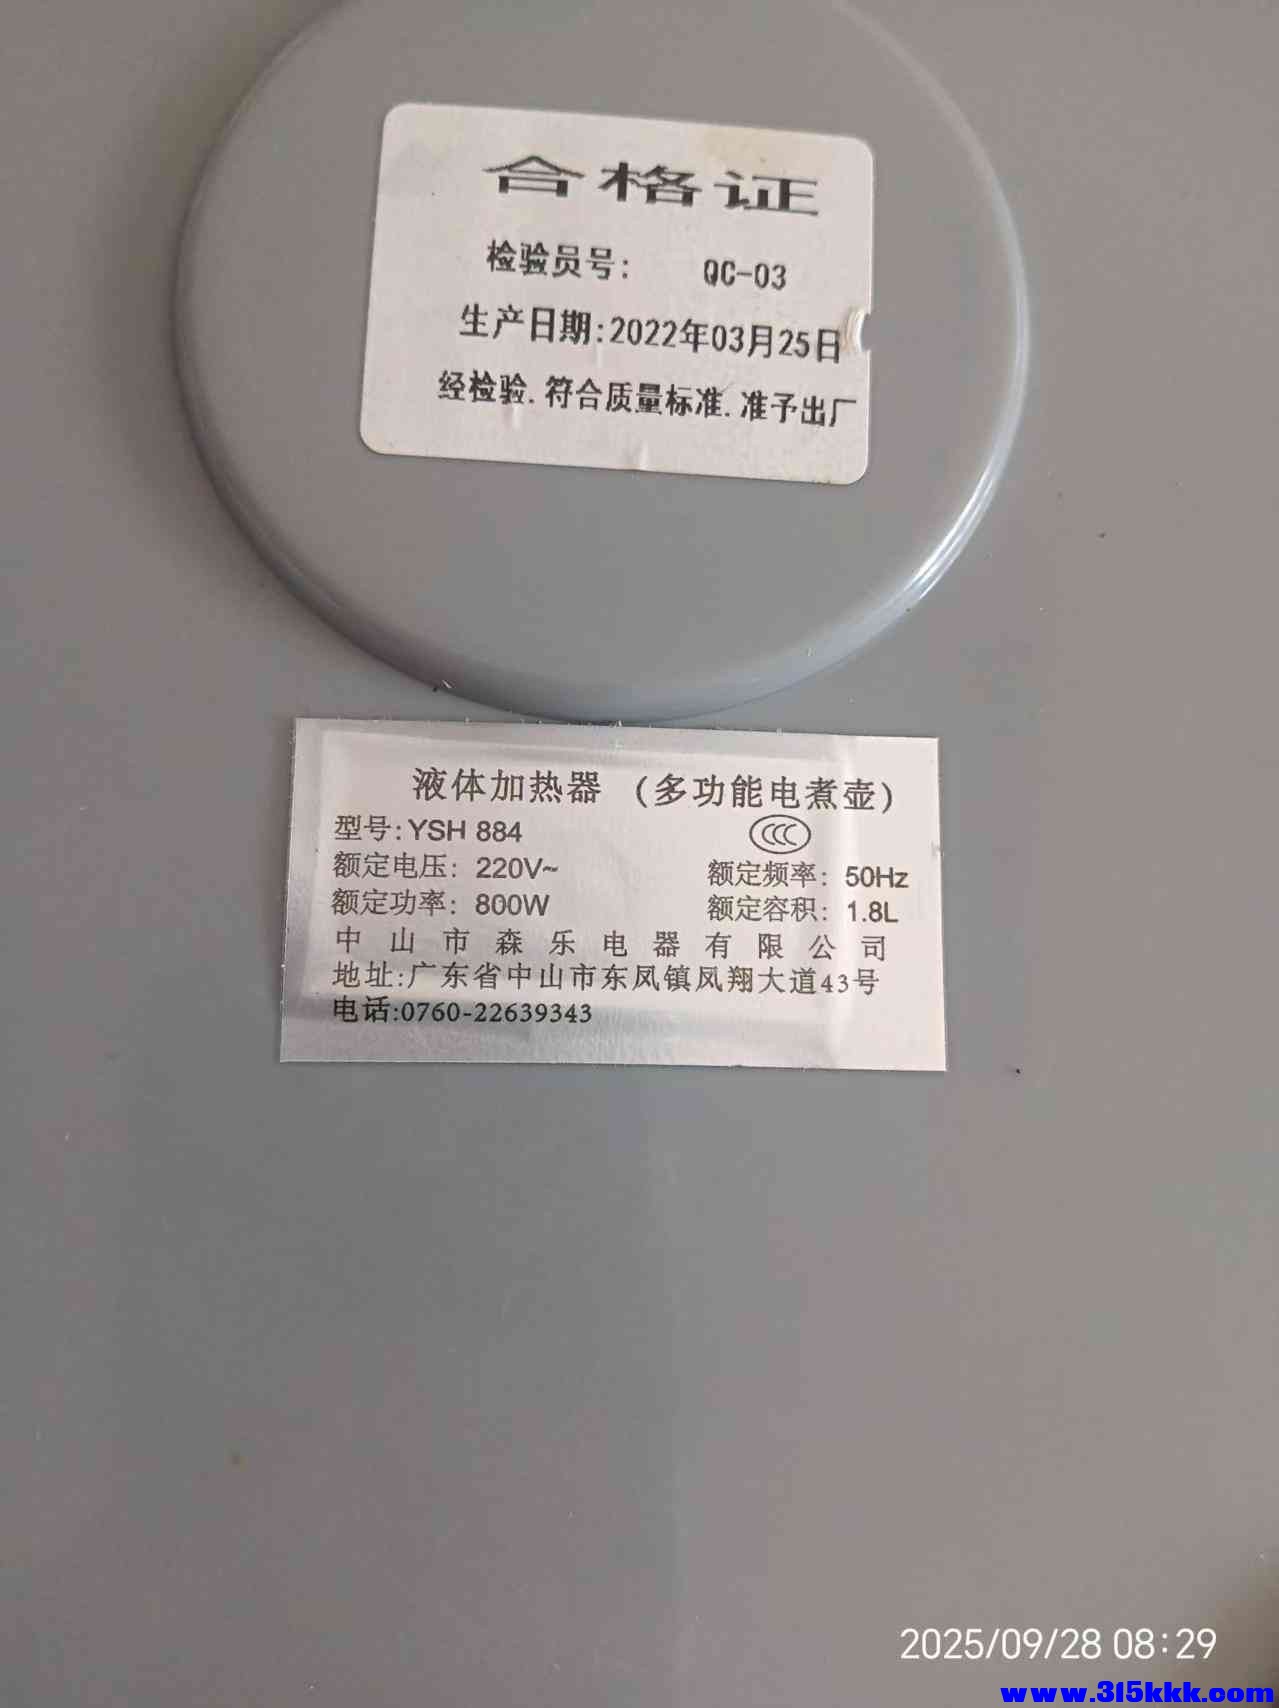 合格证
检验员号: QC-03
生产日期:2022年03月25日
经检验.符合质量标准.准予出厂
液体加热器 (多功能电煮壶)
型号:YSH 884
额定电压: 220V~ 额定频率: 50Hz
额定功率: 800W 额定容积: 1.8L
中山市森乐电器有限公司
地址:广东省中山市东凤镇凤翔大道43号
电话:0760-22639343
2025/09/28 08:29
www.315kkk.com